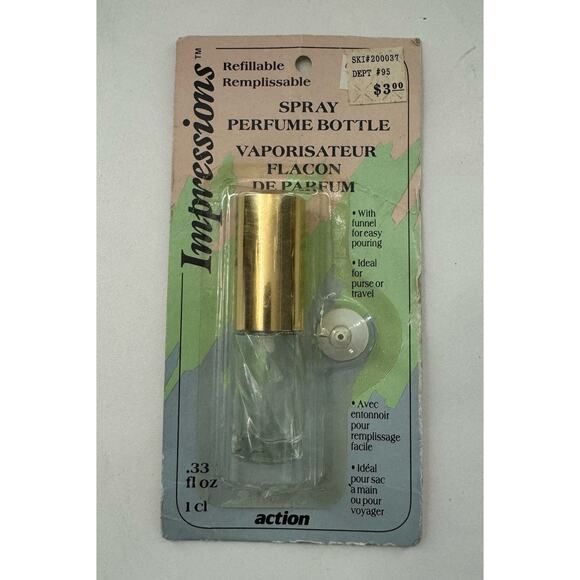 Impressions™
Refillable
Remplissable
SKI#200037
DEPT #95
$3.00
SPRAY
PERFUME BOTTLE
VAPORISATEUR
FLACON
DE PARFUM
• With
funnel
for easy
pouring
• Ideal
for
purse or
travel
• Avec
entonnoir
pour
remplissage
facile
• Idéal
pour sac
à main
ou pour
voyager
.33
fl oz
1 cl
action